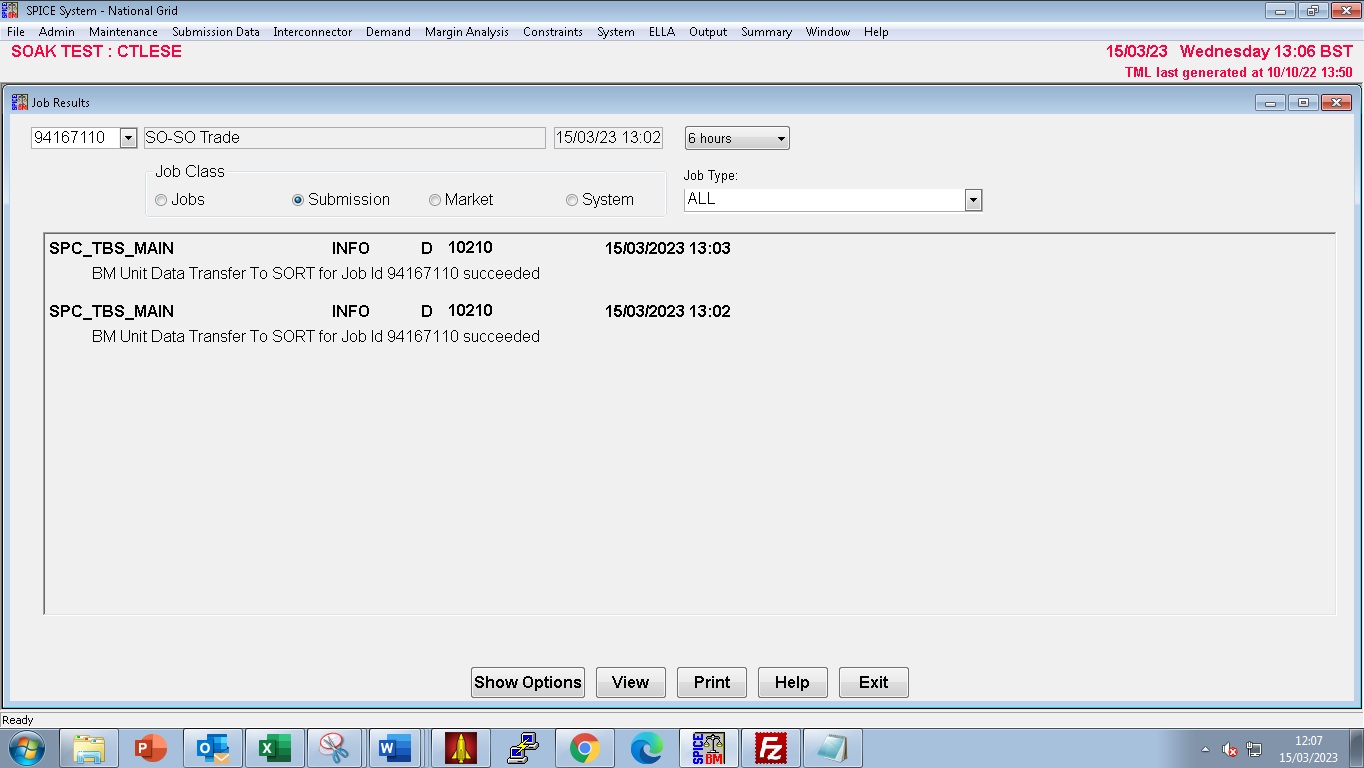 SPICE System - National Grid
File Admin Maintenance Submission Data Interconnector Demand Margin Analysis Constraints System ELLA Output Summary Window Help
SOAK TEST : CTLESE 15/03/23 Wednesday 13:06 BST
TML last generated at 10/10/22 13:50
Job Results
94167110 SO-SO Trade 15/03/23 13:02 6 hours
Job Class
Job Type:
Jobs Submission Market System ALL
SPC_TBS_MAIN INFO D 10210 15/03/2023 13:03
BM Unit Data Transfer To SORT for Job Id 94167110 succeeded
SPC_TBS_MAIN INFO D 10210 15/03/2023 13:02
BM Unit Data Transfer To SORT for Job Id 94167110 succeeded
Show Options View Print Help Exit
Ready
SPICE BM
12:07
15/03/2023